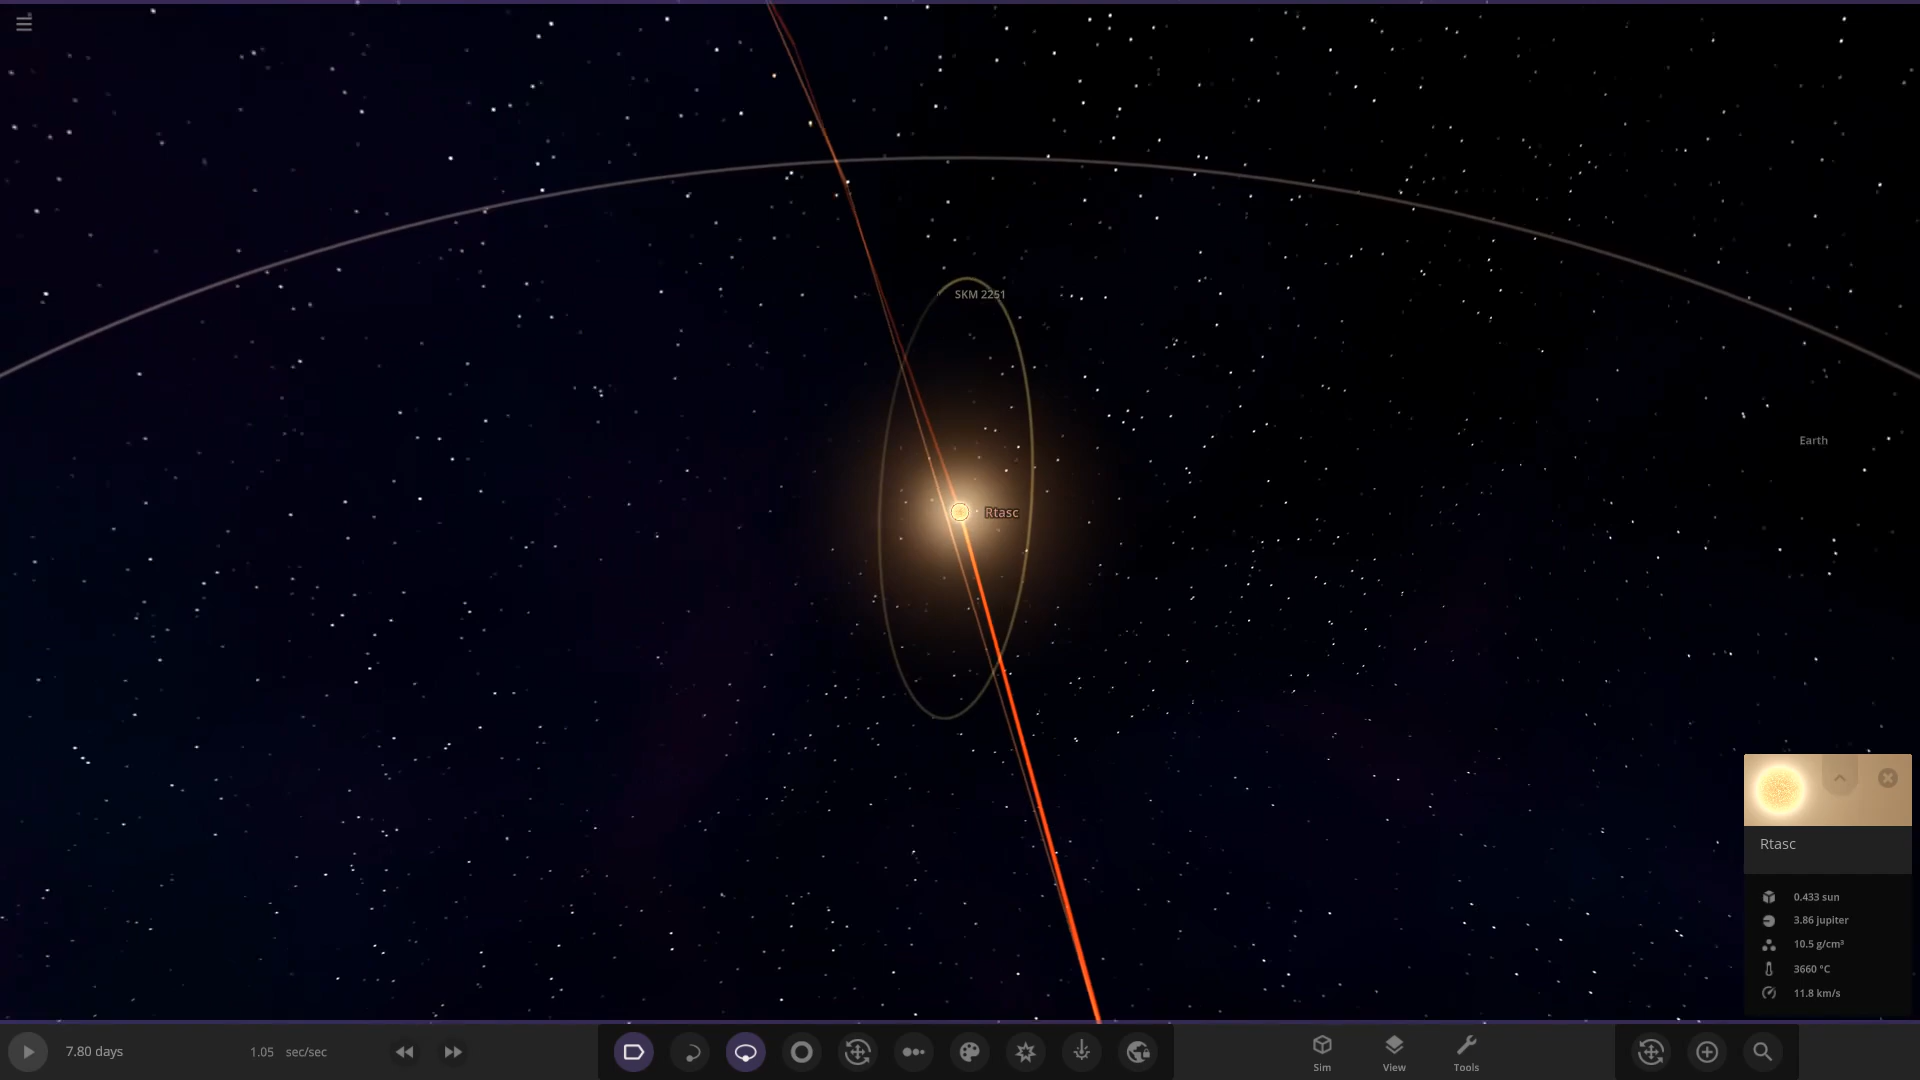 SKM 2251
Earth
Rtasc
Rtasc
0.433 sun
3.86 jupiter
10.5 g/cm³
3660 °C
11.8 km/s
7.80 days
1.05 sec/sec
Sim
View
Tools